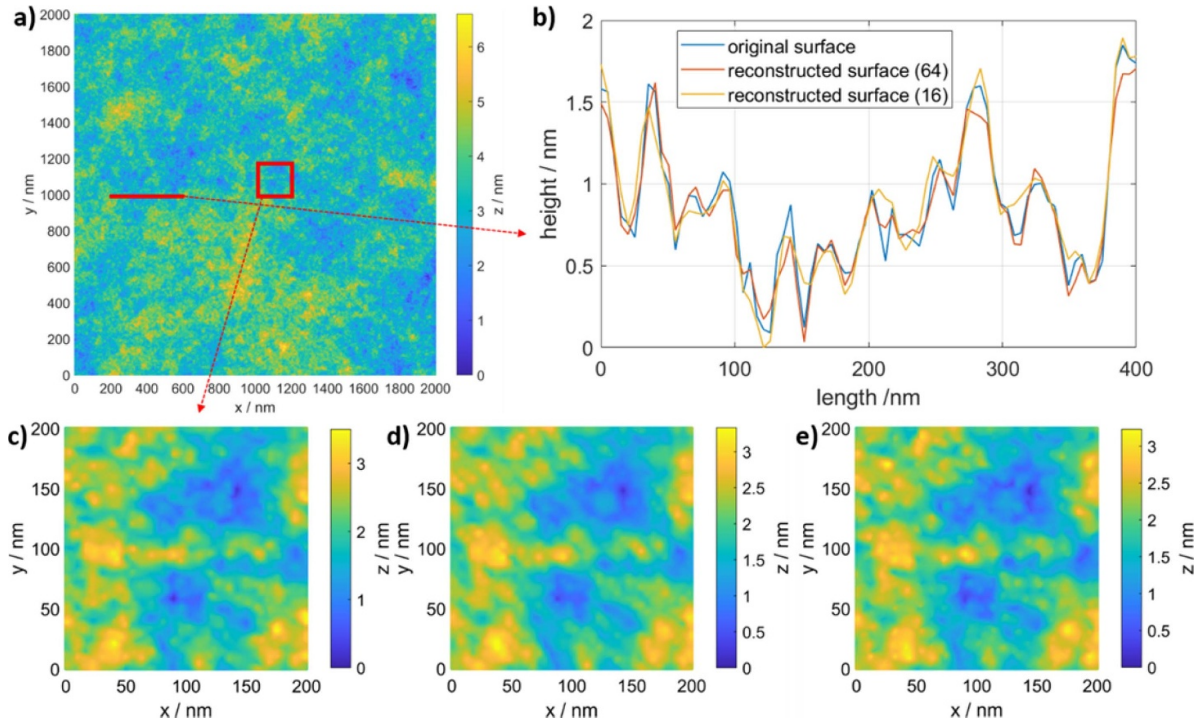 a)
2000
1800
1600
1400
1200
1000
800
600
400
200
0
y / nm
0 200 400 600 800 1000 1200 1400 1600 1800 2000
x / nm
6
5
4
3
2
1
0
z / nm
b)
2
1.5
1
0.5
0
height / nm
original surface
reconstructed surface (64)
reconstructed surface (16)
0 100 200 300 400
length /nm
c)
200
150
100
50
0
y / nm
0 50 100 150 200
x / nm
3
2
1
0
z / nm
d)
200
150
100
50
0
y / nm
0 50 100 150 200
x / nm
3
2.5
2
1.5
1
0.5
0
z / nm
e)
200
150
100
50
0
y / nm
0 50 100 150 200
x / nm
3
2.5
2
1.5
1
0.5
0
z / nm